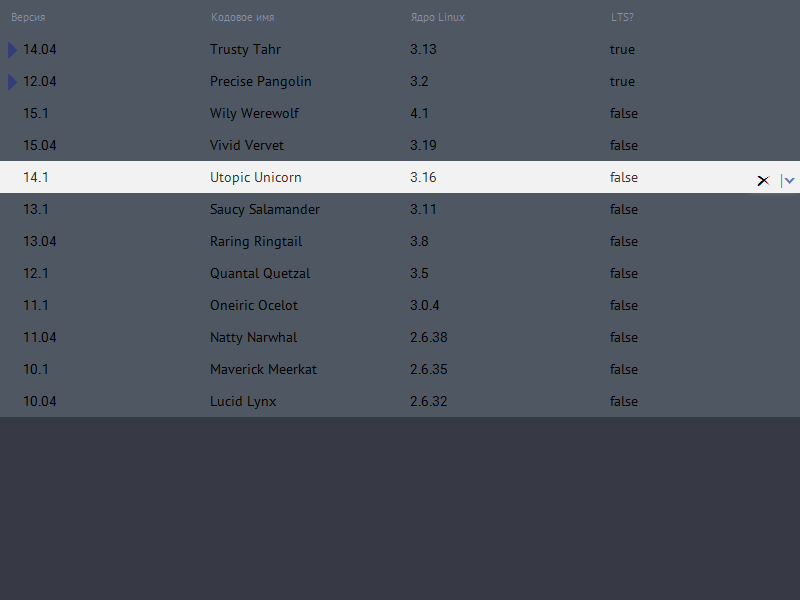 Версия Кодовое имя Ядро Linux LTS?
14.04 Trusty Tahr 3.13 true
12.04 Precise Pangolin 3.2 true
15.1 Wily Werewolf 4.1 false
15.04 Vivid Vervet 3.19 false
14.1 Utopic Unicorn 3.16 false
13.1 Saucy Salamander 3.11 false
13.04 Raring Ringtail 3.8 false
12.1 Quantal Quetzal 3.5 false
11.1 Oneiric Ocelot 3.0.4 false
11.04 Natty Narwhal 2.6.38 false
10.1 Maverick Meerkat 2.6.35 false
10.04 Lucid Lynx 2.6.32 false